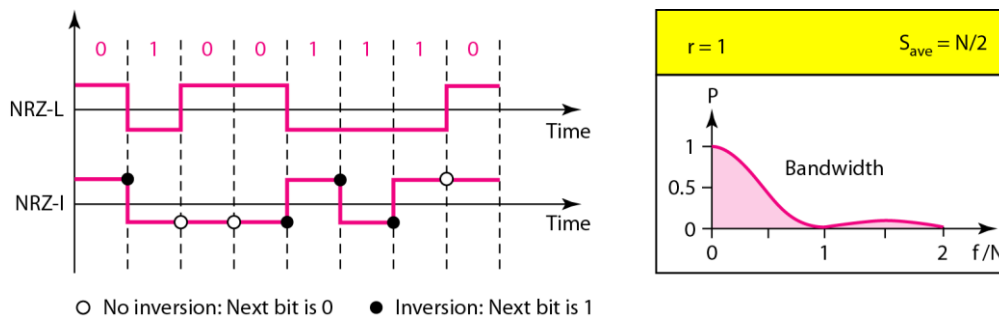 0 1 0 0 1 1 1 0
NRZ-L
Time
NRZ-I
Time
○ No inversion: Next bit is 0 ● Inversion: Next bit is 1
r = 1 S_ave = N/2
P
1
Bandwidth
0.5
0
0 1 2 f/N